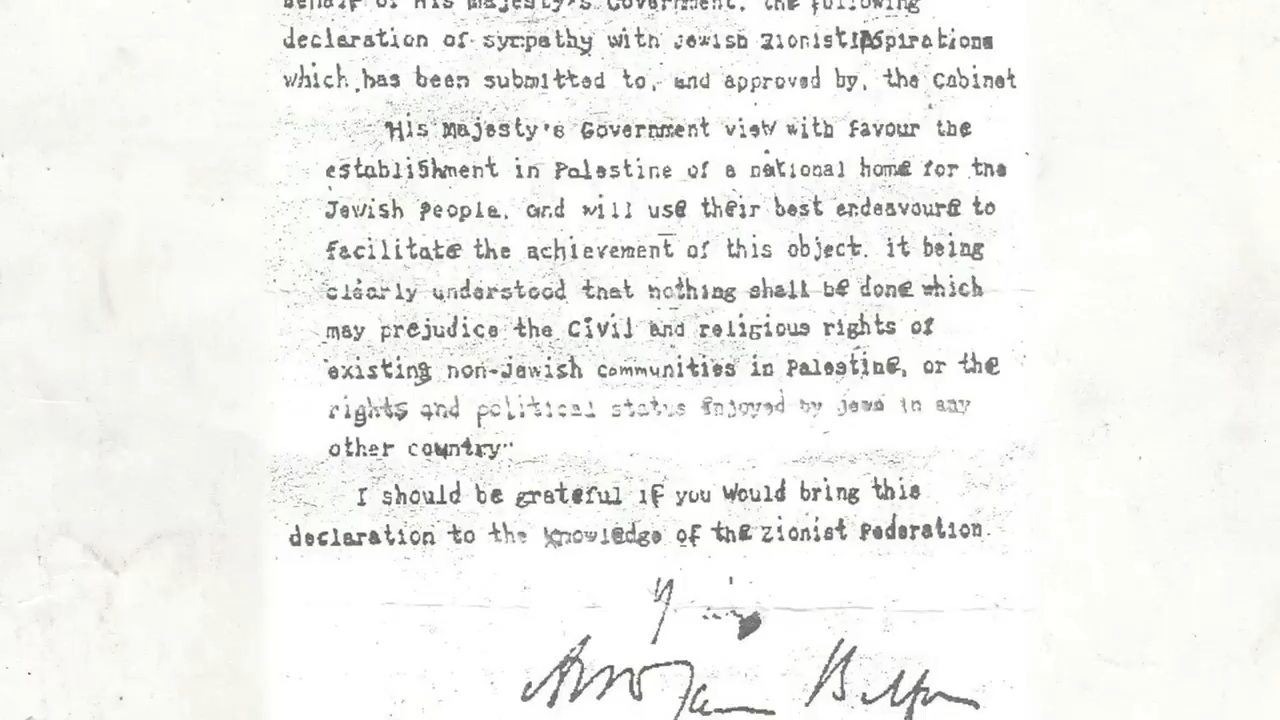 behalf of His Majesty's Government, the following
declaration of sympathy with Jewish Zionist Aspirations
which has been submitted to, and approved by, the Cabinet
His Majesty's Government view with favour the
establishment in Palestine of a national home for the
Jewish People, and will use their best endeavours to
facilitate the achievement of this object, it being
clearly understood that nothing shall be done which
may prejudice the Civil and religious rights of
existing non-Jewish communities in Palestine, or the
rights and political status enjoyed by Jews in any
other country"
I should be grateful if you would bring this
declaration to the knowledge of the Zionist Federation.
Balfour